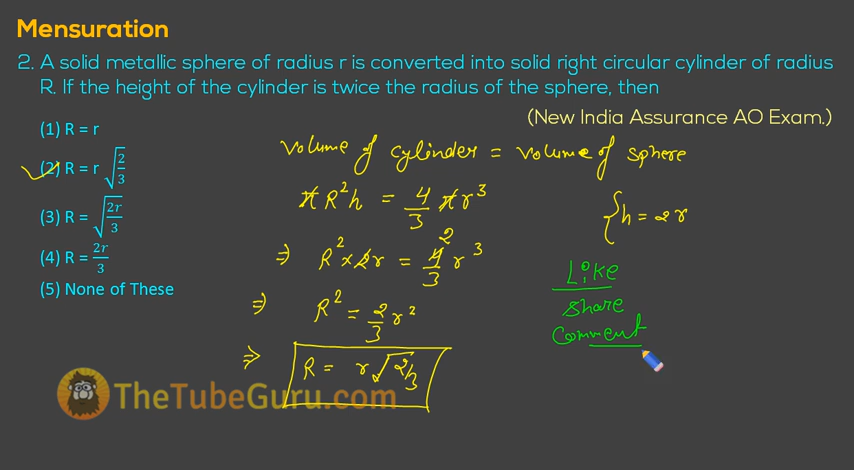 Mensuration
2. A solid metallic sphere of radius r is converted into solid right circular cylinder of radius
R. If the height of the cylinder is twice the radius of the sphere, then
(New India Assurance AO Exam.)
(1) R = r
(2) R = r √(2/3)
(3) R = √(2r/3)
(4) R = 2r/3
(5) None of These
Volume of cylinder = volume of sphere
πR²h = 4/3 πr³
{h = 2r
⇒ R² × 2r = 4/3 r³ 2
⇒ R² = 2/3 r²
⇒ R = r√2/3
Like
Share
Comment
TheTubeGuru.com